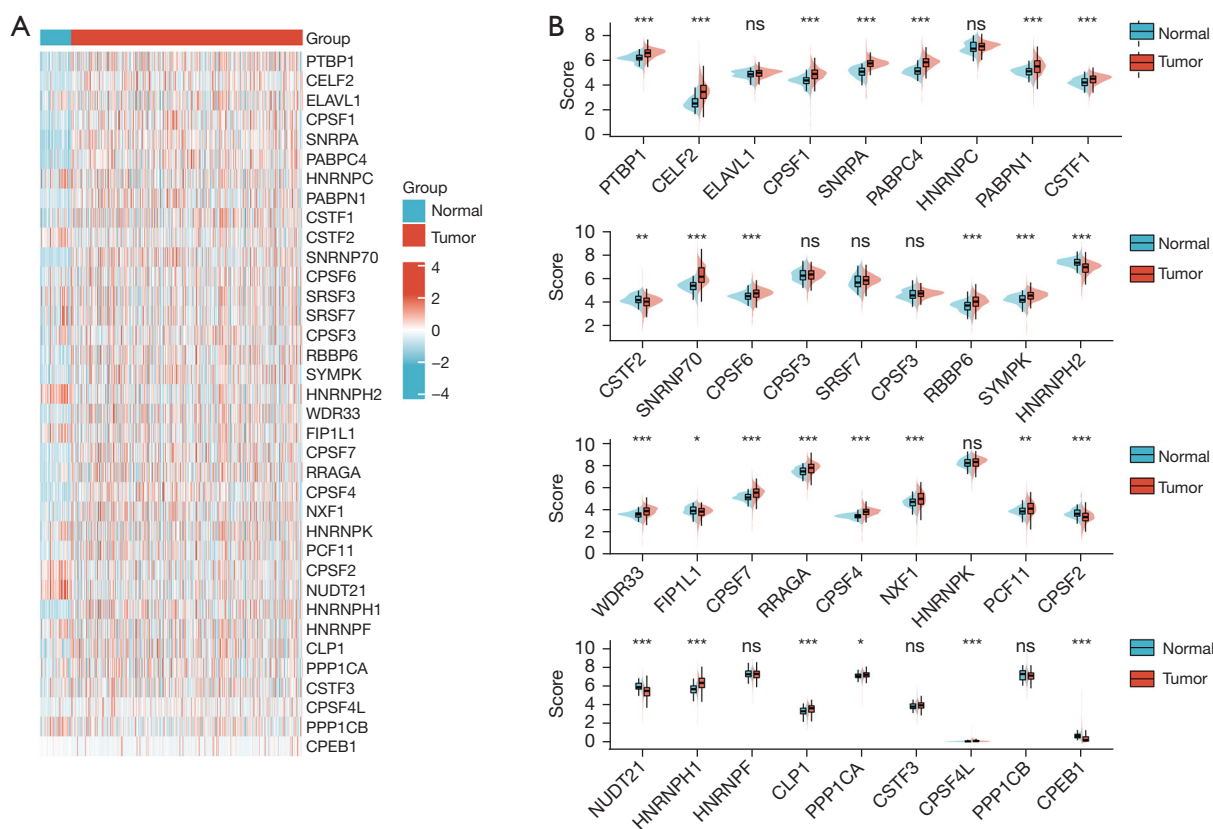 A
Group
PTBP1
CELF2
ELAVL1
CPSF1
SNRPA
PABPC4
HNRNPC
PABPN1
CSTF1
CSTF2
SNRNP70
CPSF6
SRSF3
SRSF7
CPSF3
RBBP6
SYMPK
HNRNPH2
WDR33
FIP1L1
CPSF7
RRAGA
CPSF4
NXF1
HNRNPK
PCF11
CPSF2
NUDT21
HNRNPH1
HNRNPF
CLP1
PPP1CA
CSTF3
CPSF4L
PPP1CB
CPEB1
Group
Normal
Tumor
4
2
0
−2
−4
B
*** *** ns *** *** *** ns *** ***
Score
8
6
4
2
0
PTBP1 CELF2 ELAVL1 CPSF1 SNRPA PABPC4 HNRNPC PABPN1 CSTF1
Normal
Tumor
** *** *** ns ns ns *** *** ***
Score
10
8
6
4
2
CSTF2 SNRNP70 CPSF6 CPSF3 SRSF7 CPSF3 RBBP6 SYMPK HNRNPH2
Normal
Tumor
*** * *** *** *** *** ns ** ***
Score
10
8
6
4
2
0
WDR33 FIP1L1 CPSF7 RRAGA CPSF4 NXF1 HNRNPK PCF11 CPSF2
Normal
Tumor
*** *** ns *** * ns *** ns ***
Score
10
8
6
4
2
0
NUDT21 HNRNPH1 HNRNPF CLP1 PPP1CA CSTF3 CPSF4L PPP1CB CPEB1
Normal
Tumor